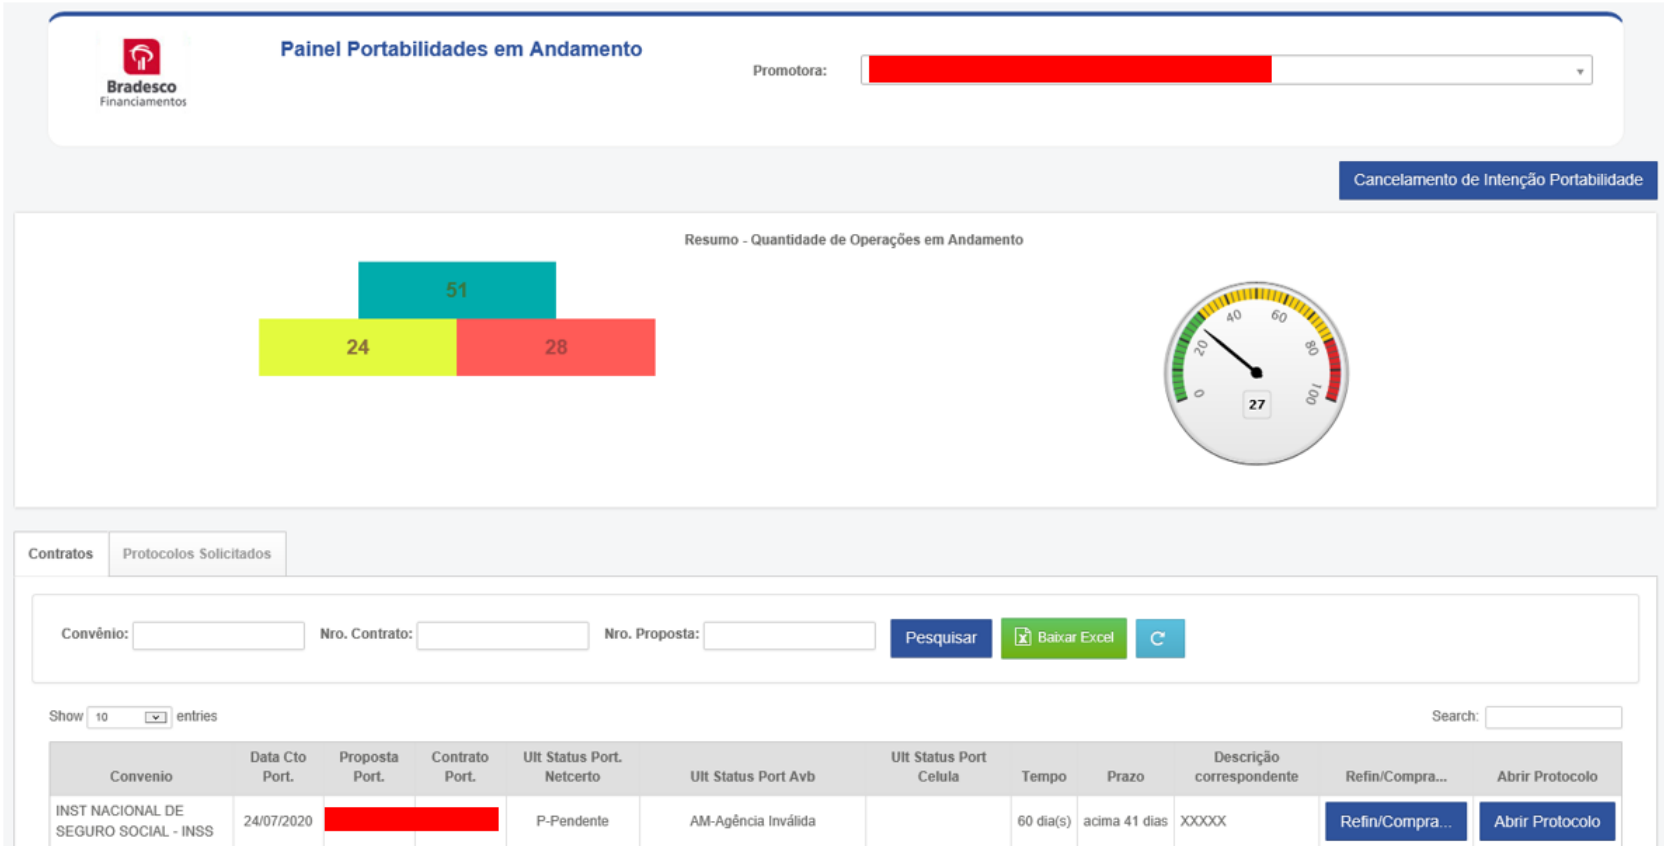 Painel Portabilidades em Andamento
Bradesco
Financiamentos
Promotora:
Cancelamento de Intenção Portabilidade
Resumo - Quantidade de Operações em Andamento
51
24 28
0 20 40 60 80 100
27
Contratos Protocolos Solicitados
Convênio: Nro. Contrato: Nro. Proposta: Pesquisar Baixar Excel
Show 10 entries Search:
Convenio Data Cto Port. Proposta Port. Contrato Port. Ult Status Port. Netcerto Ult Status Port Avb Ult Status Port Celula Tempo Prazo Descrição correspondente Refin/Compra... Abrir Protocolo
INST NACIONAL DE SEGURO SOCIAL - INSS 24/07/2020 P-Pendente AM-Agência Inválida 60 dia(s) acima 41 dias XXXXX Refin/Compra... Abrir Protocolo